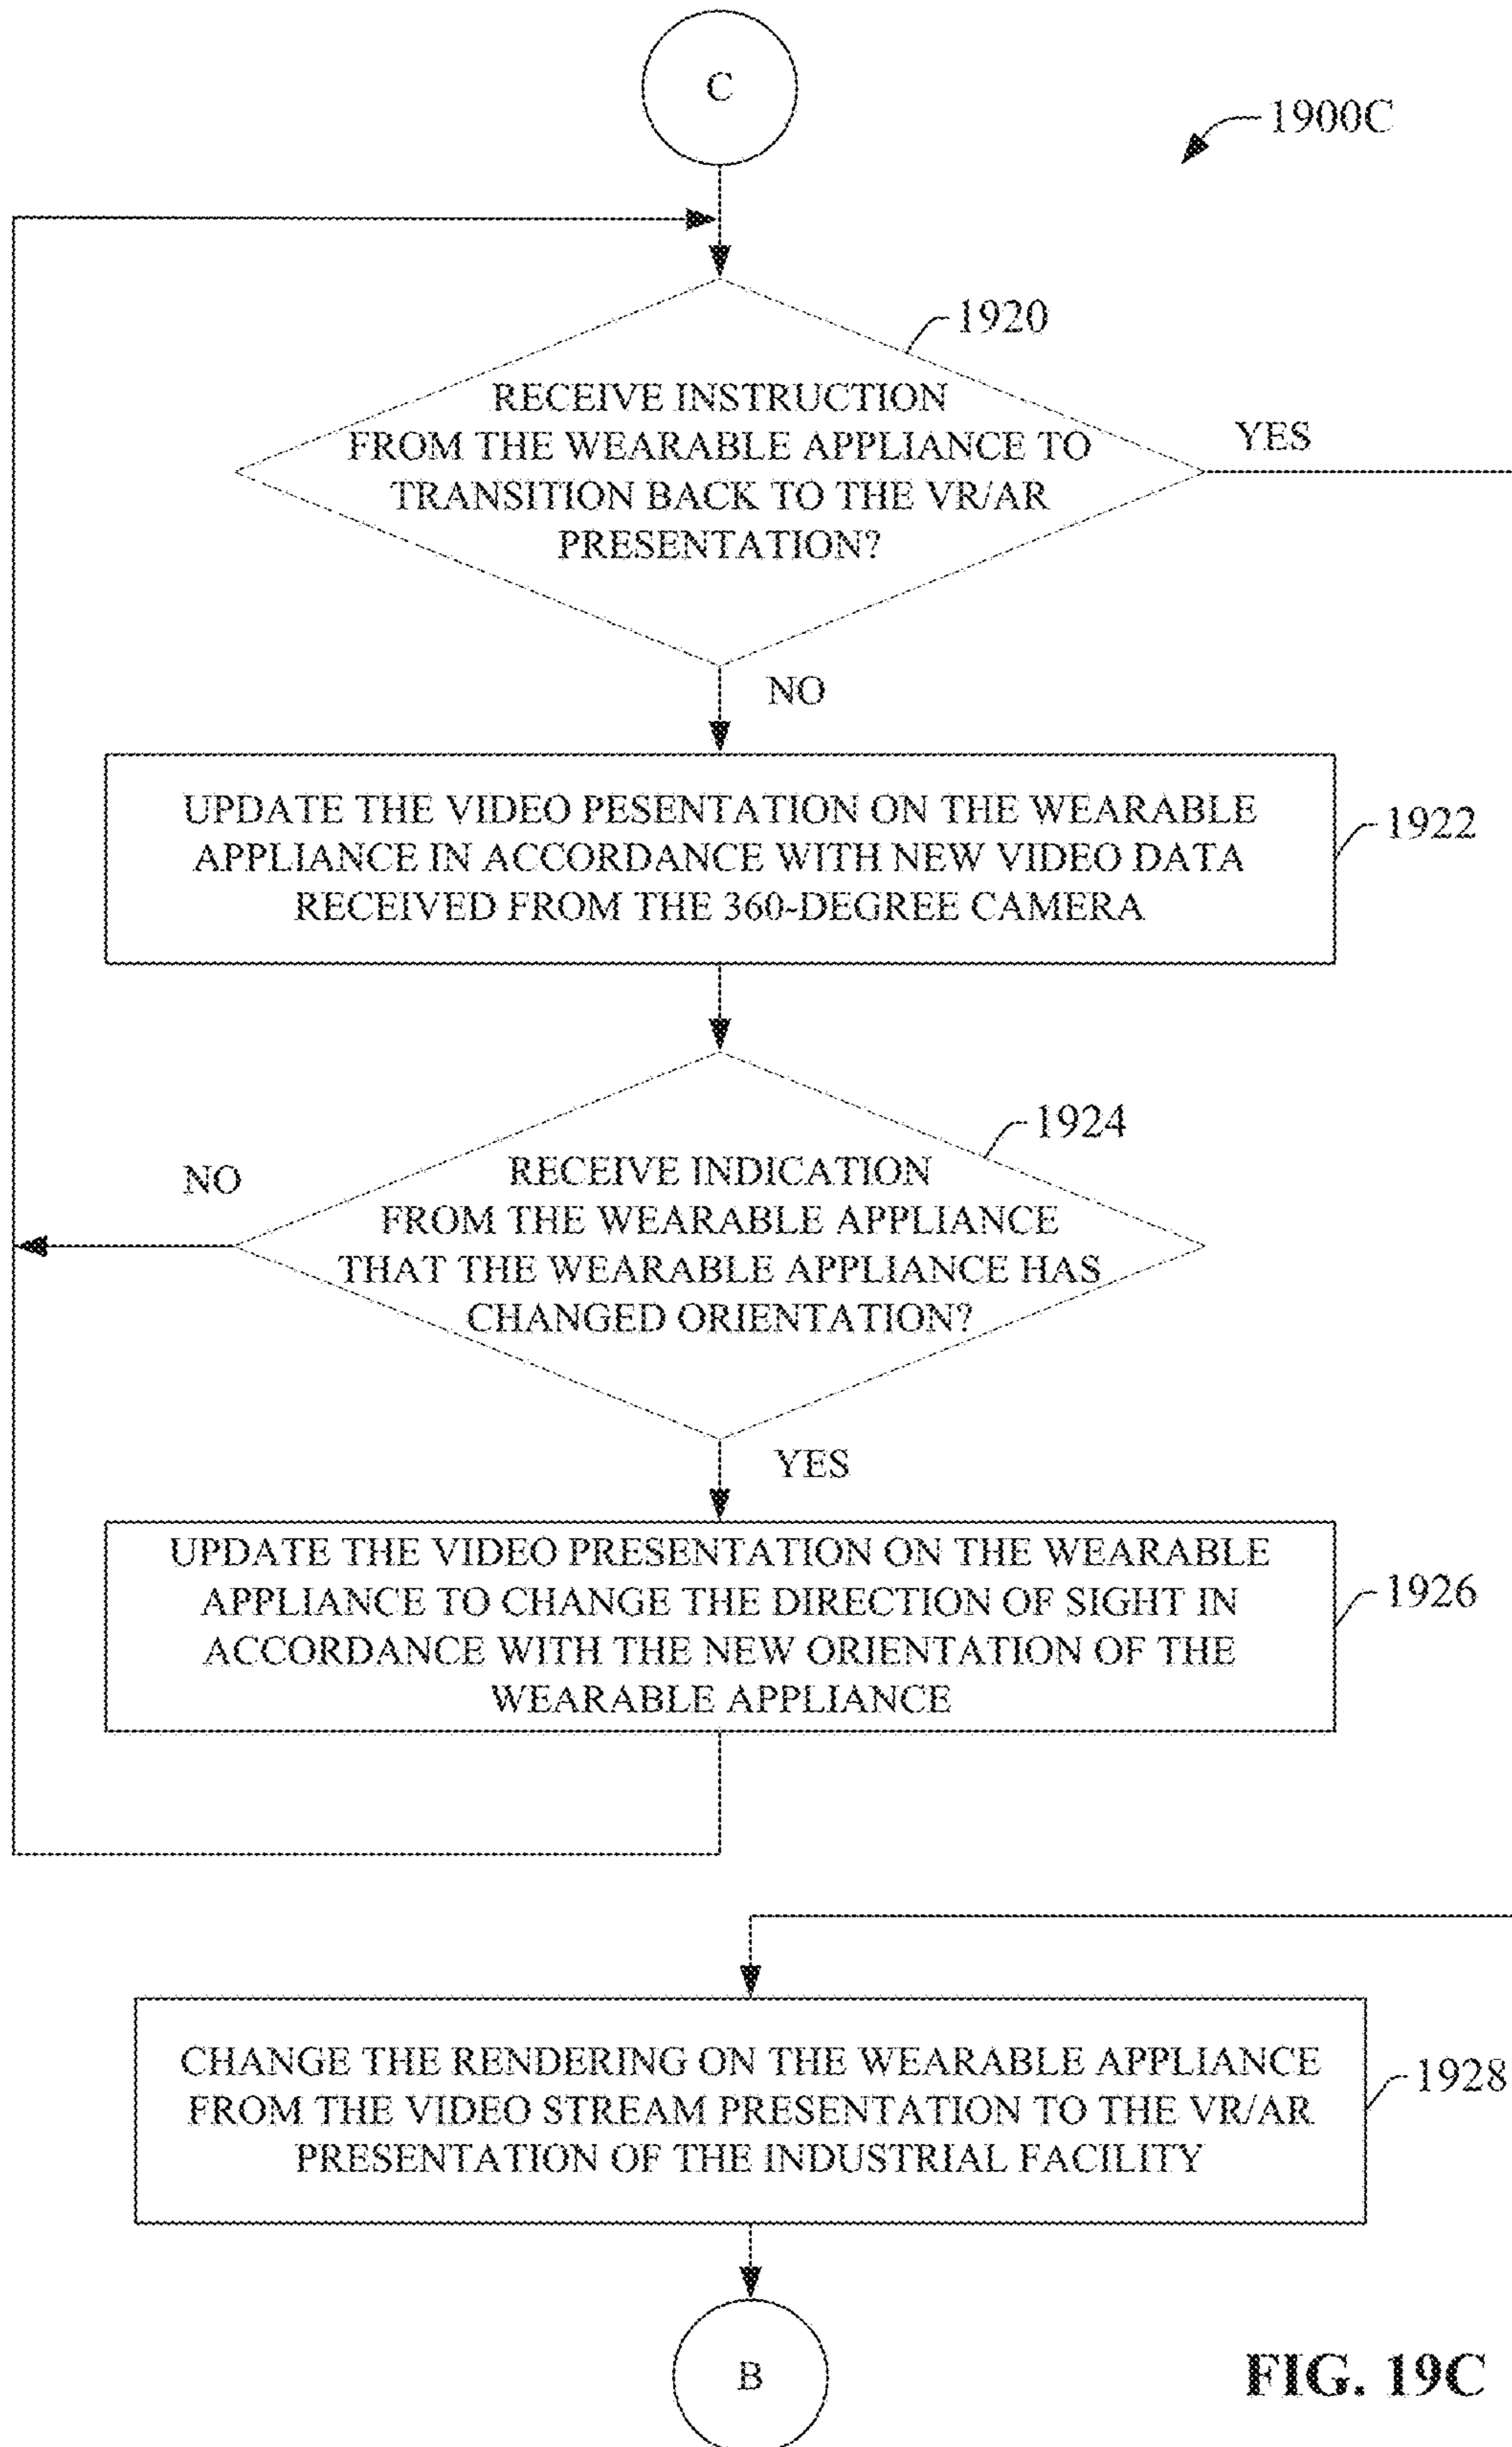 C
1900C
1920
RECEIVE INSTRUCTION
FROM THE WEARABLE APPLIANCE TO
TRANSITION BACK TO THE VR/AR
PRESENTATION?
YES
NO
UPDATE THE VIDEO PESENTATION ON THE WEARABLE
APPLIANCE IN ACCORDANCE WITH NEW VIDEO DATA
RECEIVED FROM THE 360-DEGREE CAMERA
1922
1924
RECEIVE INDICATION
FROM THE WEARABLE APPLIANCE
THAT THE WEARABLE APPLIANCE HAS
CHANGED ORIENTATION?
NO
YES
UPDATE THE VIDEO PRESENTATION ON THE WEARABLE
APPLIANCE TO CHANGE THE DIRECTION OF SIGHT IN
ACCORDANCE WITH THE NEW ORIENTATION OF THE
WEARABLE APPLIANCE
1926
CHANGE THE RENDERING ON THE WEARABLE APPLIANCE
FROM THE VIDEO STREAM PRESENTATION TO THE VR/AR
PRESENTATION OF THE INDUSTRIAL FACILITY
1928
B
FIG. 19C